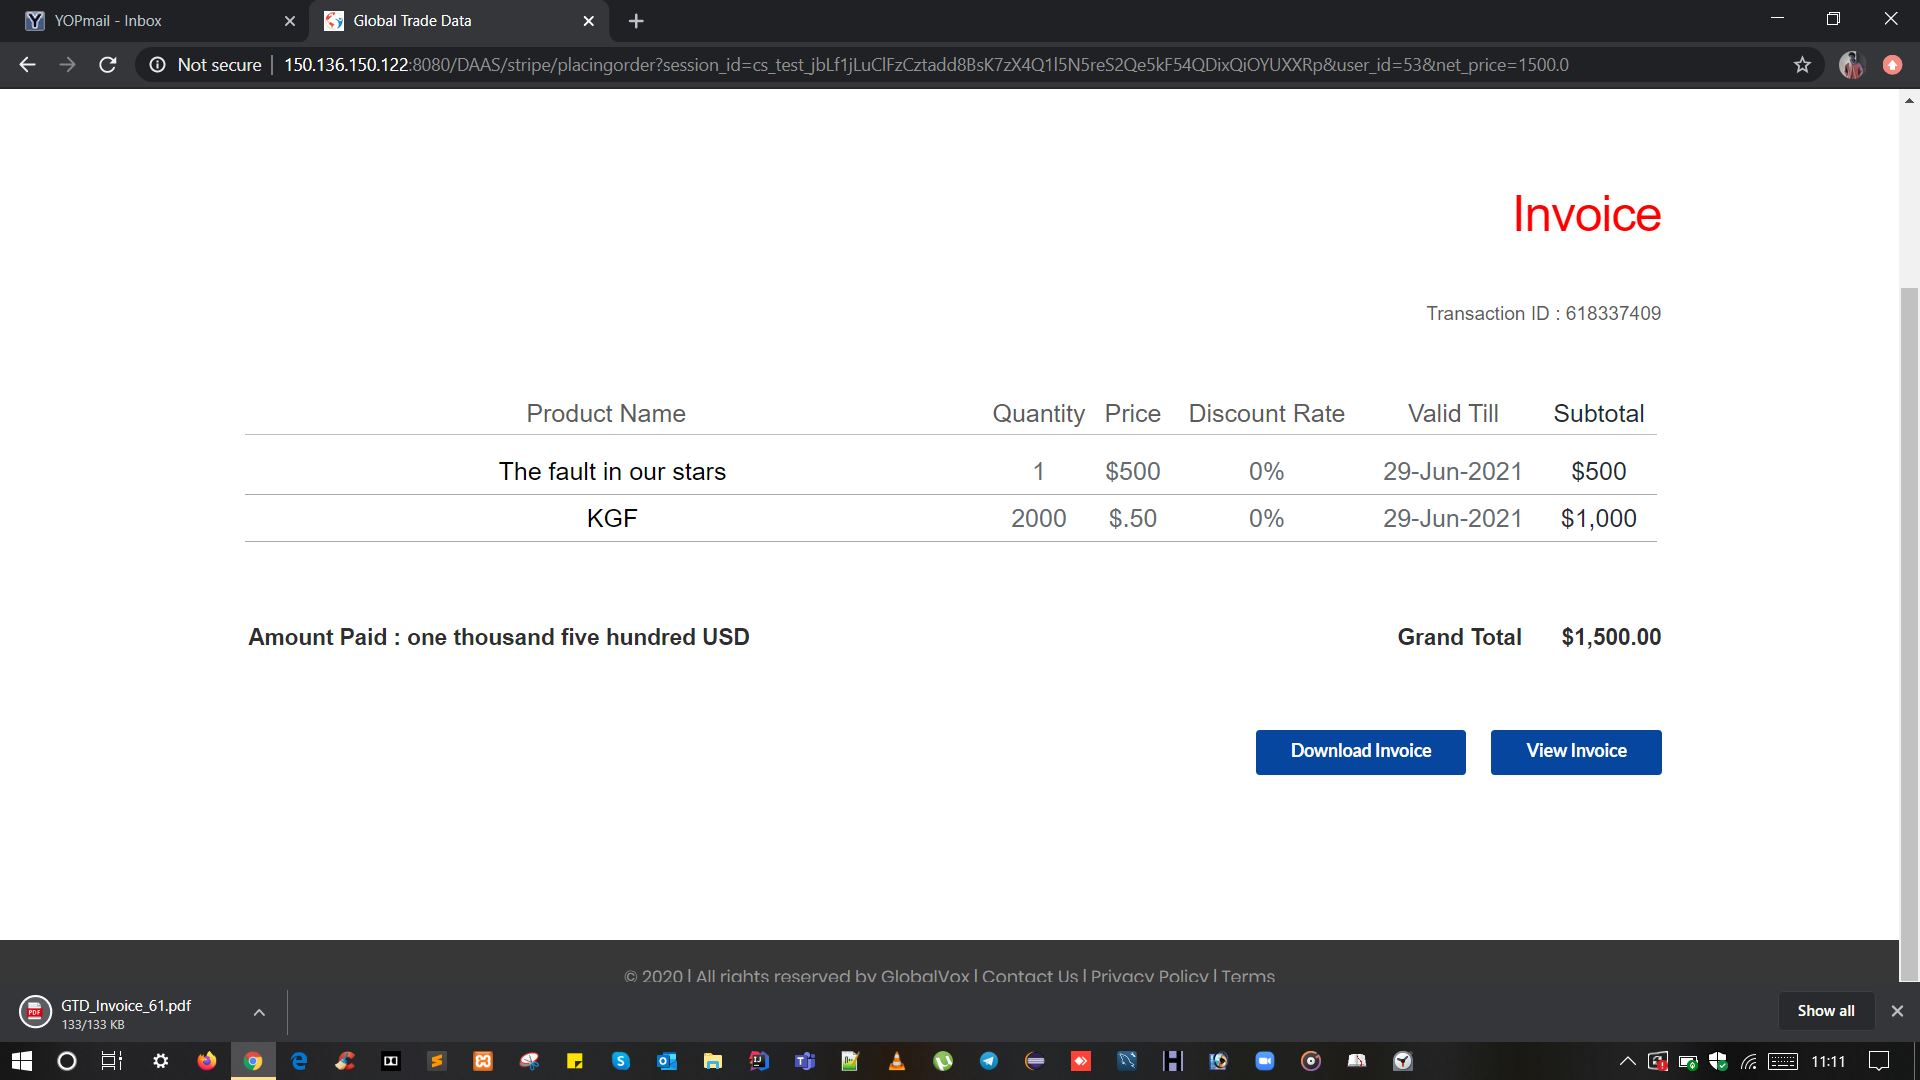 YOPmail - Inbox
Global Trade Data
Not secure
150.136.150.122:8080/DAAS/stripe/placingorder?session_id=cs_test_jbLf1jLuClFzCztadd8BsK7zX4Q1l5N5reS2Qe5kF54QDixQiOYUXXRp&user_id=53&net_price=1500.0
Invoice
Transaction ID : 618337409
Product Name Quantity Price Discount Rate Valid Till Subtotal
The fault in our stars 1 $500 0% 29-Jun-2021 $500
KGF 2000 $.50 0% 29-Jun-2021 $1,000
Amount Paid : one thousand five hundred USD Grand Total $1,500.00
Download Invoice View Invoice
© 2020 | All rights reserved by GlobalVox | Contact Us | Privacy Policy | Terms
GTD_Invoice_61.pdf
133/133 KB
Show all
11:11